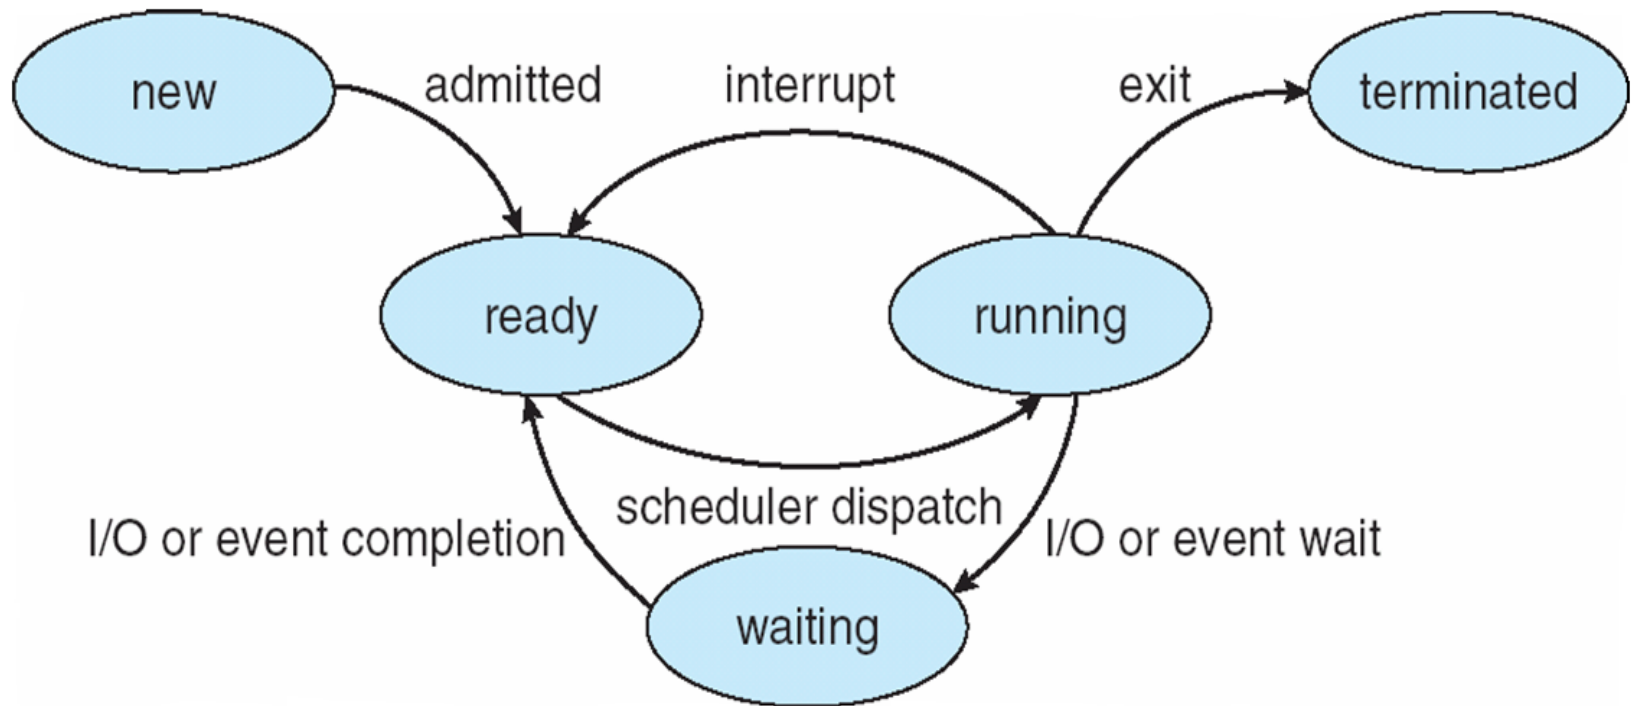 new
admitted
interrupt
exit
terminated
ready
running
scheduler dispatch
I/O or event completion
I/O or event wait
waiting